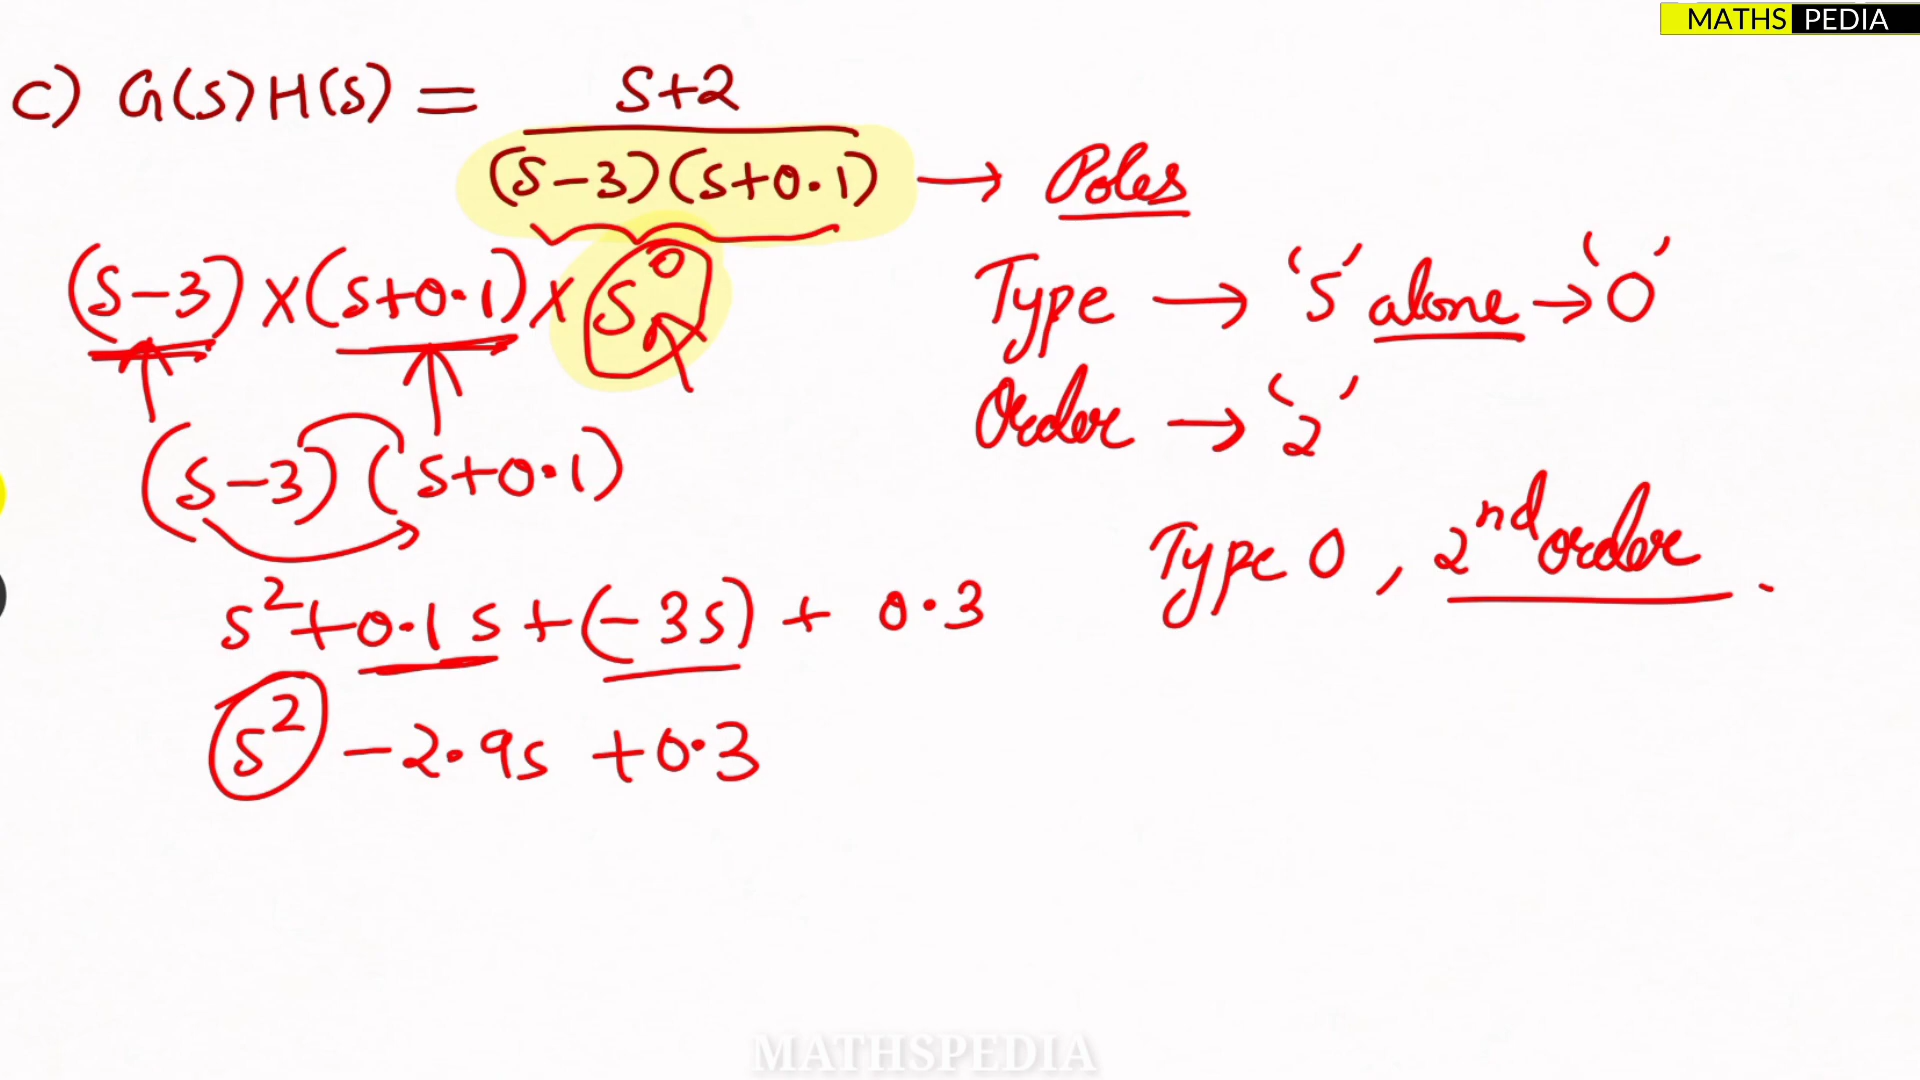 MATHS PEDIA
c) G(s)H(s) = s+2
(s-3)(s+0.1) → Poles
(s-3) × (s+0.1) × s⁰
Type → 's' alone → '0'
Order → '2'
(s-3)(s+0.1)
Type 0, 2nd order.
s²+0.1s+(-3s)+ 0.3
s² -2.9s +0.3
MATHSPEDIA